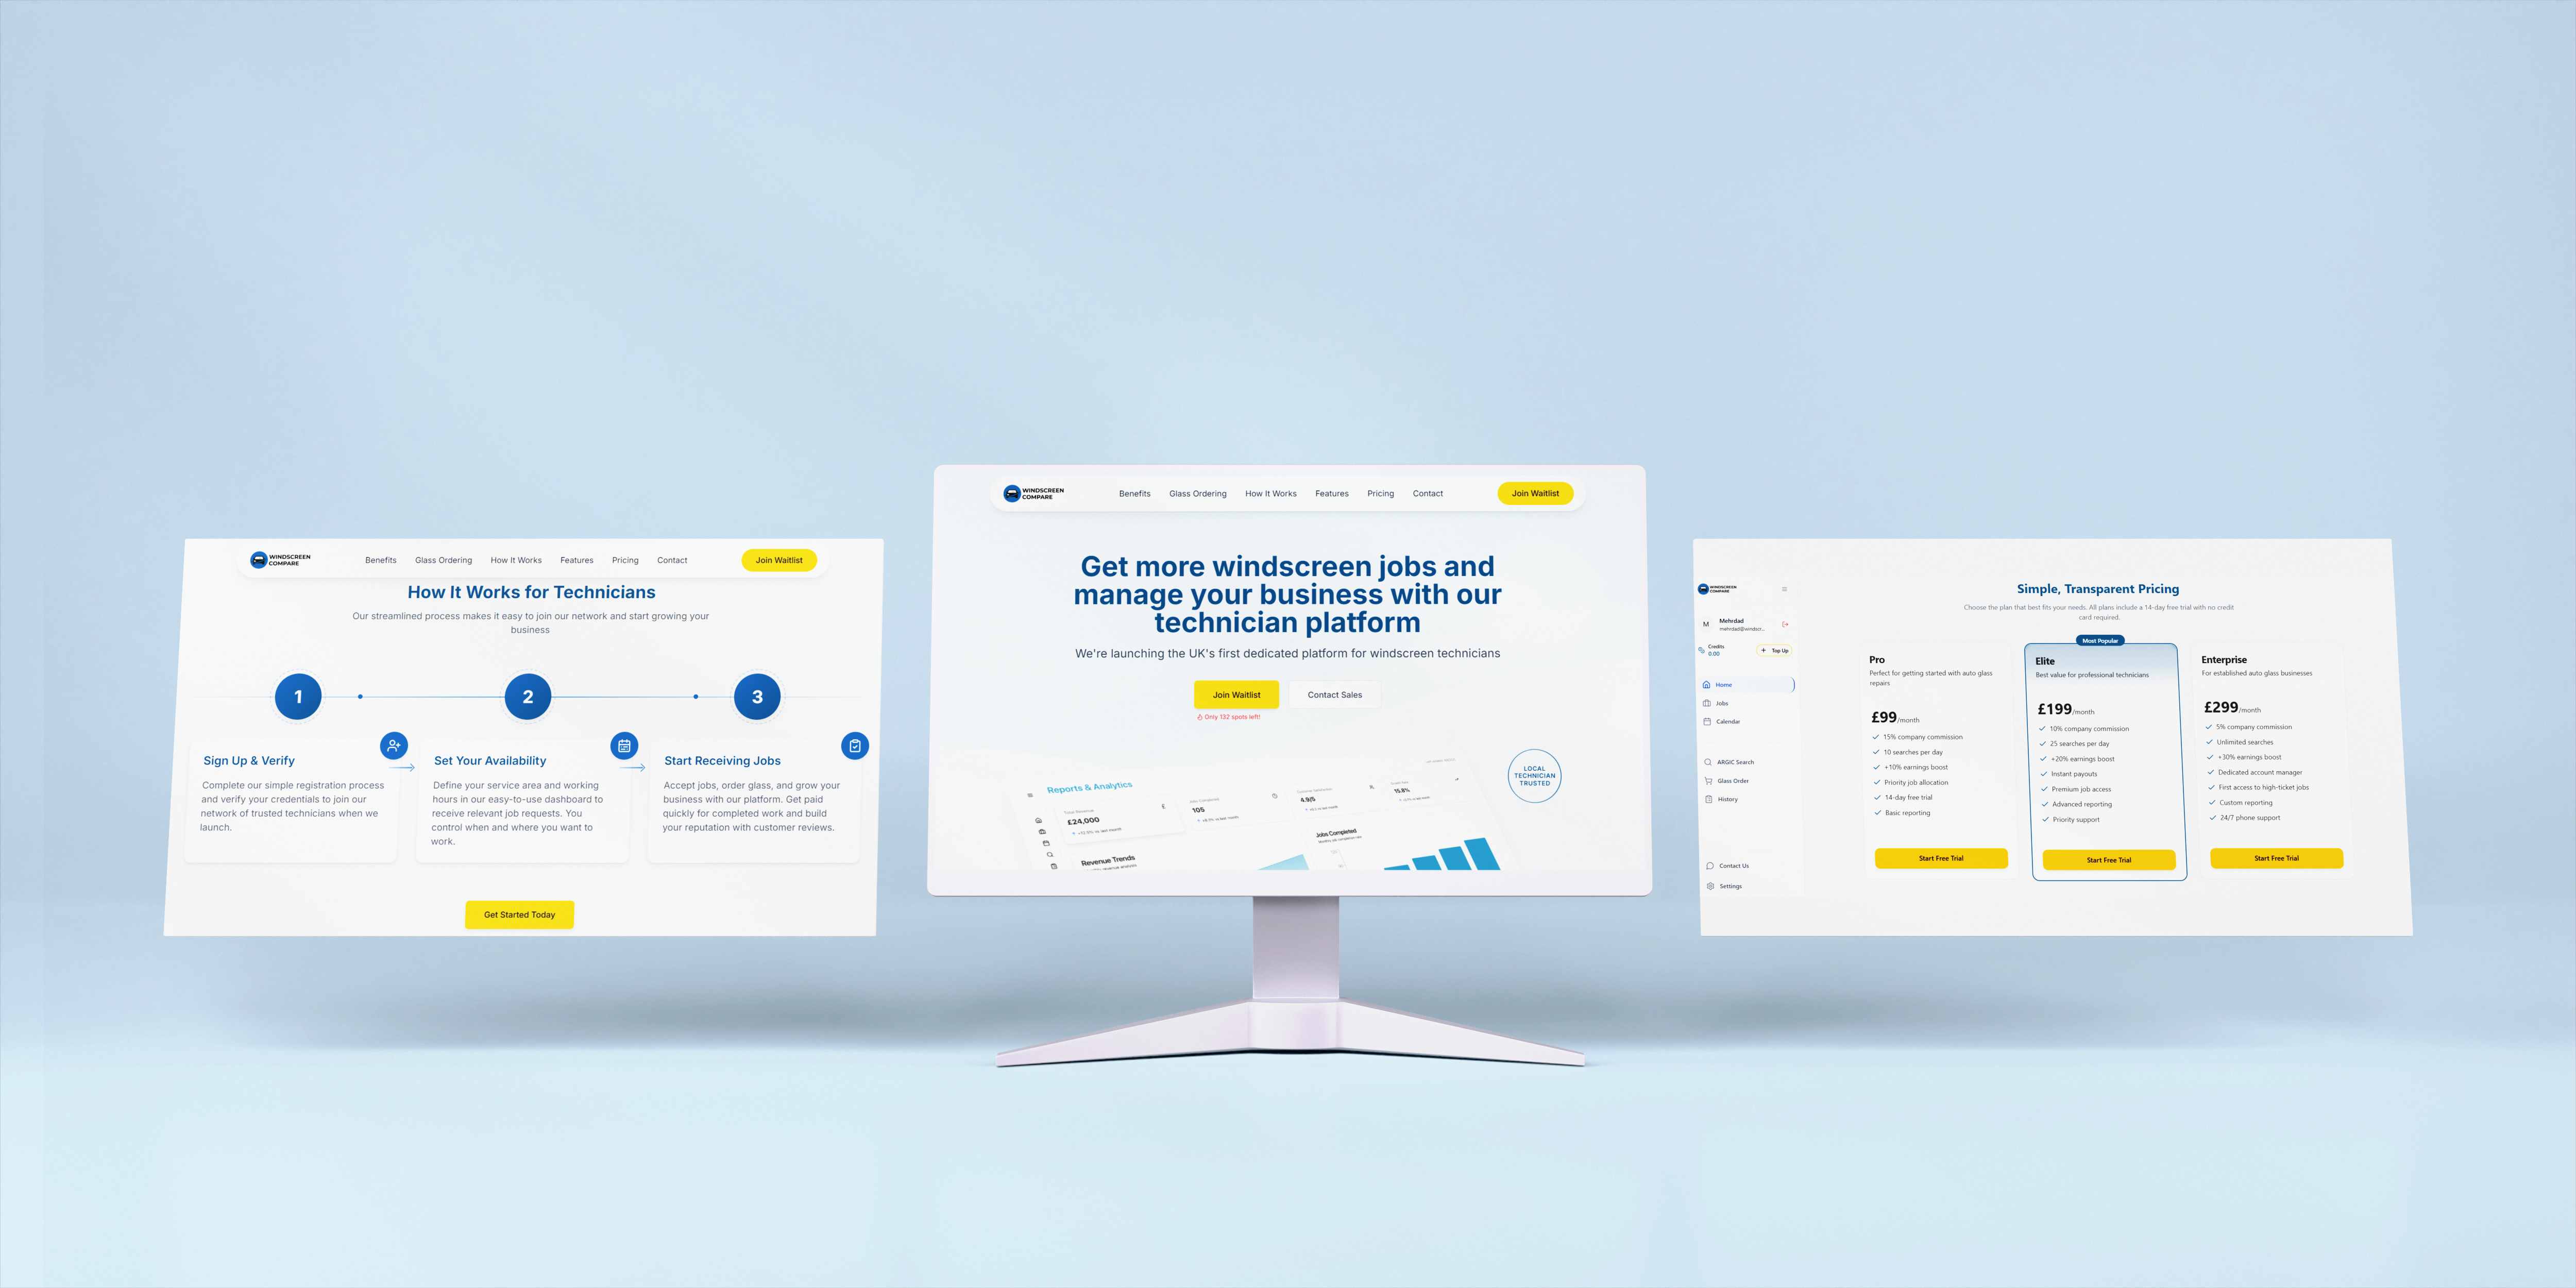 WINDSCREEN
COMPARE
Benefits
Glass Ordering
How It Works
Features
Pricing
Contact
Join Waitlist
How It Works for Technicians
Our streamlined process makes it easy to join our network and start growing your
business
1
2
3
Sign Up & Verify
Complete our simple registration process
and verify your credentials to join our
network of trusted technicians when we
launch.
Set Your Availability
Define your service area and working
hours in our easy-to-use dashboard to
receive relevant job requests. You
control when and where you want to
work.
Start Receiving Jobs
Accept jobs, order glass, and grow your
business with our platform. Get paid
quickly for completed work and build
your reputation with customer reviews.
Get Started Today
WINDSCREEN
COMPARE
Benefits
Glass Ordering
How It Works
Features
Pricing
Contact
Join Waitlist
Get more windscreen jobs and
manage your business with our
technician platform
We're launching the UK's first dedicated platform for windscreen technicians
Join Waitlist
Contact Sales
Only 132 spots left!
LOCAL
TECHNICIAN
TRUSTED
Reports & Analytics
Total Revenue
£24,000
105
4.9/5
15.8%
Revenue Trends
Jobs Completed
WINDSCREEN
COMPARE
M
Mehrdad
mehrdad@windscr...
Credits
0.00
+ Top Up
Home
Jobs
Calendar
ARGIC Search
Glass Order
History
Contact Us
Settings
Simple, Transparent Pricing
Choose the plan that best fits your needs. All plans include a 14-day free trial with no credit
card required.
Pro
Perfect for getting started with auto glass
repairs
£99/month
15% company commission
10 searches per day
+10% earnings boost
Priority job allocation
14-day free trial
Basic reporting
Start Free Trial
Most Popular
Elite
Best value for professional technicians
£199/month
10% company commission
25 searches per day
+20% earnings boost
Instant payouts
Premium job access
Advanced reporting
Priority support
Start Free Trial
Enterprise
For established auto glass businesses
£299/month
5% company commission
Unlimited searches
+30% earnings boost
Dedicated account manager
First access to high-ticket jobs
Custom reporting
24/7 phone support
Start Free Trial